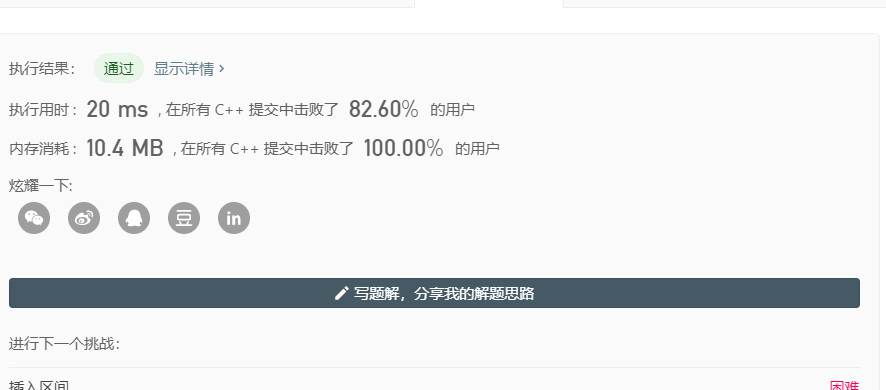 执行结果： 通过 显示详情 ›
执行用时 : 20 ms , 在所有 C++ 提交中击败了 82.60% 的用户
内存消耗 : 10.4 MB , 在所有 C++ 提交中击败了 100.00% 的用户
炫耀一下:
豆 in
写题解，分享我的解题思路
进行下一个挑战：
插入区间 困难